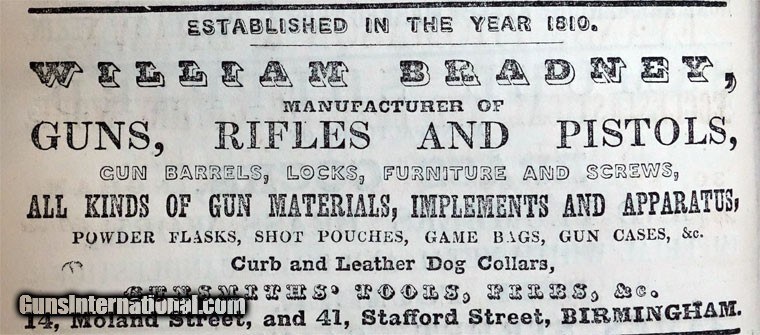 ESTABLISHED IN THE YEAR 1810.
WILLIAM BRADNEY,
MANUFACTURER OF
GUNS, RIFLES AND PISTOLS,
GUN BARRELS, LOCKS, FURNITURE AND SCREWS,
ALL KINDS OF GUN MATERIALS, IMPLEMENTS AND APPARATUS,
POWDER FLASKS, SHOT POUCHES, GAME BAGS, GUN CASES, &c.
Curb and Leather Dog Collars,
GUNSMITHS' TOOLS, FILES, &c.
GunsInternational.com
14, Moland Street, and 41, Stafford Street, BIRMINGHAM.